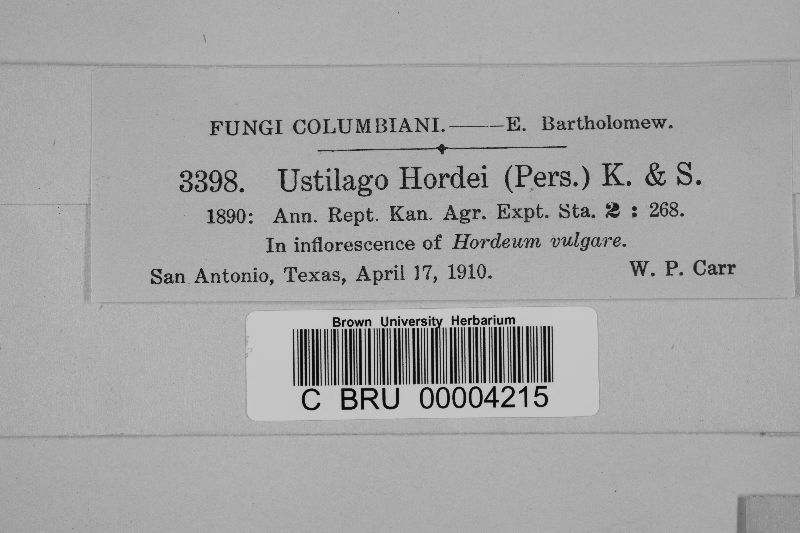 FUNGI COLUMBIANI.——E. Bartholomew.
3398. Ustilago Hordei (Pers.) K. & S.
1890: Ann. Rept. Kan. Agr. Expt. Sta. 2 : 268.
In inflorescence of Hordeum vulgare.
San Antonio, Texas, April 17, 1910. W. P. Carr
Brown University Herbarium
C BRU 00004215